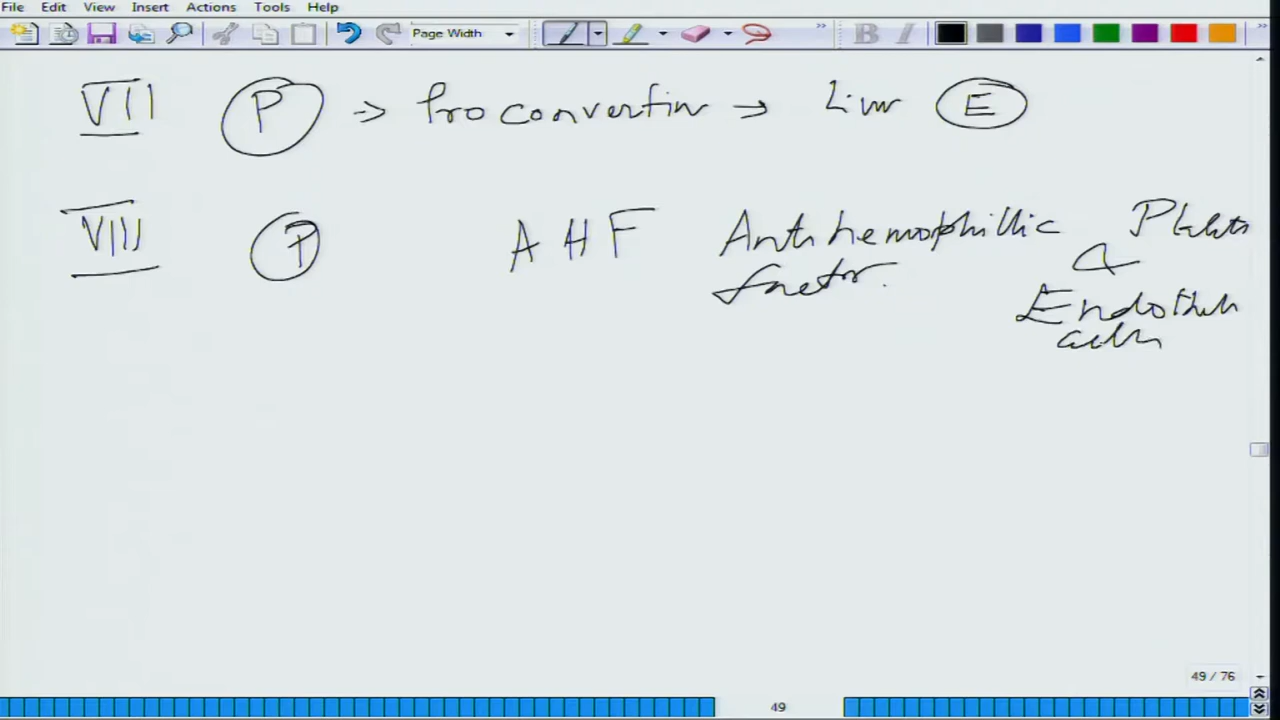 File Edit View Insert Actions Tools Help
Page Width
B I
VII P → Proconvertin → Liver E
VIII P AHF Antihemophillic Platelets
factor. & Endothelial
cells
49 / 76
49